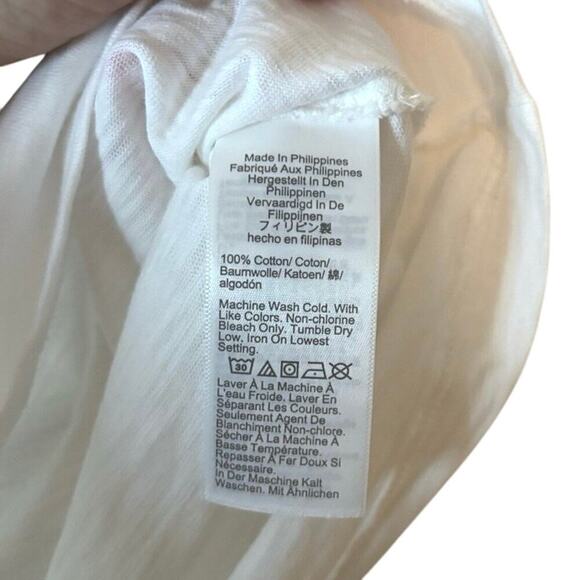 Made In Philippines
Fabriqué Aux Philippines
Hergestellt In Den
Philippinen
Vervaardigd In De
Filippijnen
フィリピン製
hecho en filipinas
100% Cotton/ Coton/
Baumwolle/ Katoen/ 綿/
algodón
Machine Wash Cold. With
Like Colors. Non-chlorine
Bleach Only. Tumble Dry
Low. Iron On Lowest
Setting.
30
Laver À La Machine À
L'eau Froide. Laver En
Séparant Les Couleurs.
Seulement Agent De
Blanchiment Non-chlore.
Sécher À La Machine À
Basse Température.
Repasser À Fer Doux Si
Nécessaire.
In Der Maschine Kalt
Waschen. Mit Ähnlichen